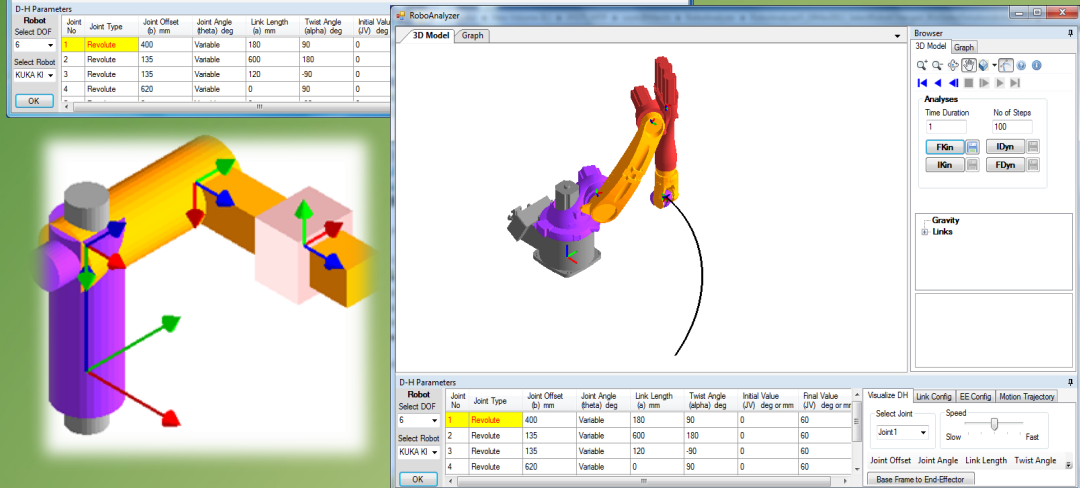 D-H Parameters
Robot
Select DOF
6
Select Robot
KUKA KI
OK
Joint No Joint Type Joint Offset (b) mm Joint Angle (theta) deg Link Length (a) mm Twist Angle (alpha) deg Initial Value (JV) deg
1 Revolute 400 Variable 180 90 0
2 Revolute 135 Variable 600 180 0
3 Revolute 135 Variable 120 -90 0
4 Revolute 620 Variable 0 90 0
RoboAnalyzer
3D Model Graph
Browser
3D Model Graph
Analyses
Time Duration No of Steps
1 100
FKin IDyn
IKin FDyn
Gravity
Links
D-H Parameters
Robot
Select DOF
6
Select Robot
KUKA KI
OK
Joint No Joint Type Joint Offset (b) mm Joint Angle (theta) deg Link Length (a) mm Twist Angle (alpha) deg Initial Value (JV) deg or mm Final Value (JV) deg or mm
1 Revolute 400 Variable 180 90 0 60
2 Revolute 135 Variable 600 180 0 60
3 Revolute 135 Variable 120 -90 0 60
4 Revolute 620 Variable 0 90 0 60
Visualize DH Link Config EE Config Motion Trajectory
Select Joint Speed
Joint1
Slow Fast
Joint Offset Joint Angle Link Length Twist Angle
Base Frame to End-Effector